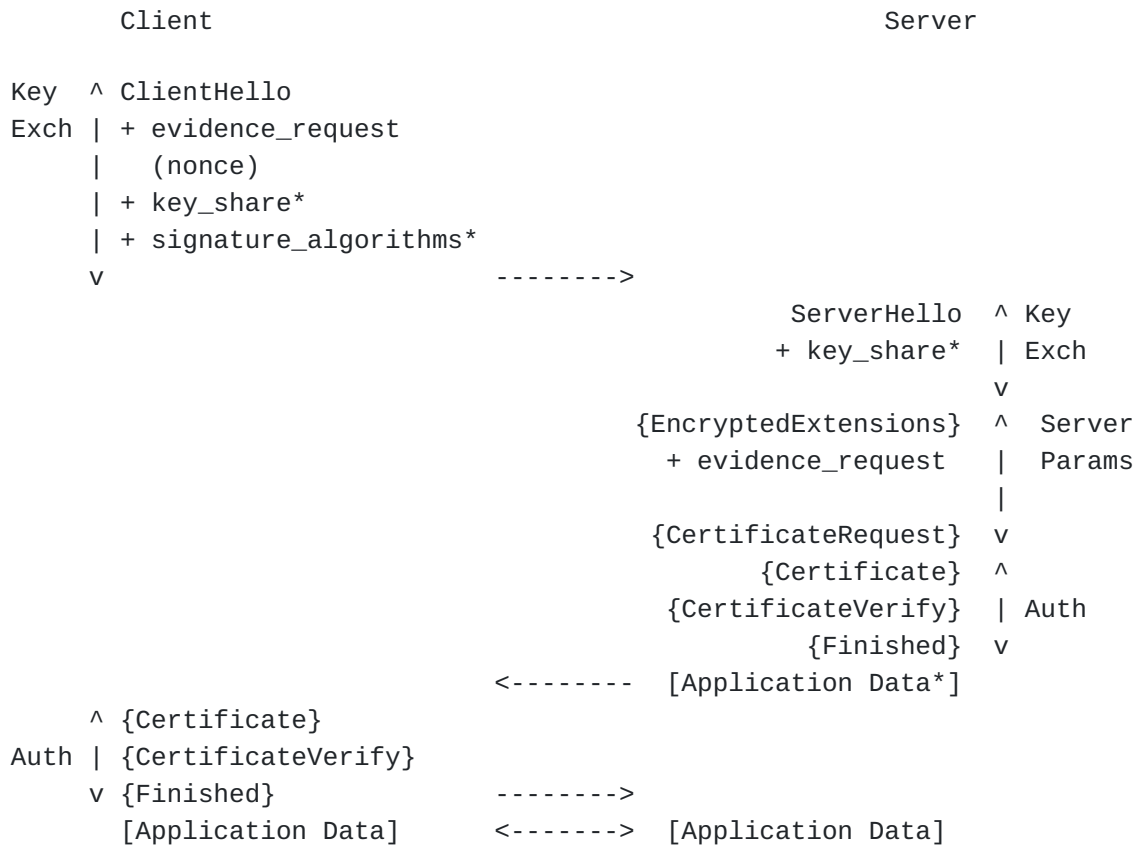 Client                                           Server

Key  ^ ClientHello
Exch | + evidence_request
     |   (nonce)
     | + key_share*
     | + signature_algorithms*
     v                         -------->
                                                  ServerHello  ^ Key
                                                 + key_share*  | Exch
                                                               v
                                        {EncryptedExtensions}  ^  Server
                                          + evidence_request   |  Params
                                                               |
                                         {CertificateRequest}  v
                                                {Certificate}  ^
                                          {CertificateVerify}  | Auth
                                                   {Finished}  v
                               <--------  [Application Data*]
     ^ {Certificate}
Auth | {CertificateVerify}
     v {Finished}              -------->
       [Application Data]      <------->  [Application Data]